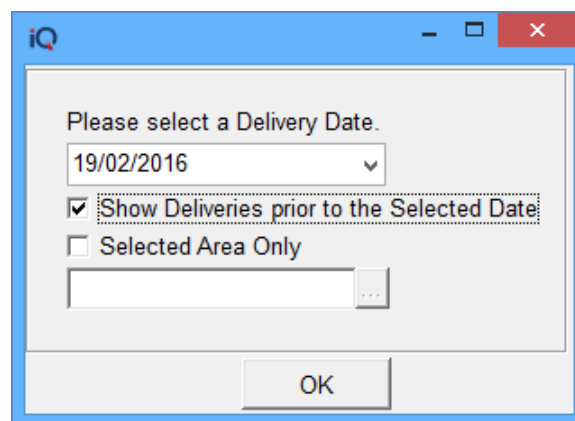 iQ
Please select a Delivery Date.
19/02/2016
Show Deliveries prior to the Selected Date
Selected Area Only
...
OK